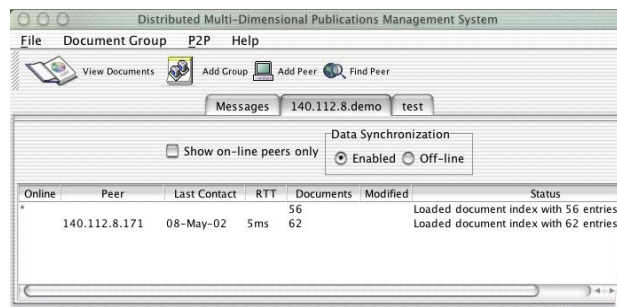 Distributed Multi-Dimensional Publications Management System
File Document Group P2P Help
View Documents Add Group Add Peer Find Peer
Messages 140.112.8.demo test
Data Synchronization
Show on-line peers only Enabled Off-line
Online Peer Last Contact RTT Documents Modified Status
* 56 Loaded document index with 56 entries
140.112.8.171 08-May-02 5ms 62 Loaded document index with 62 entries